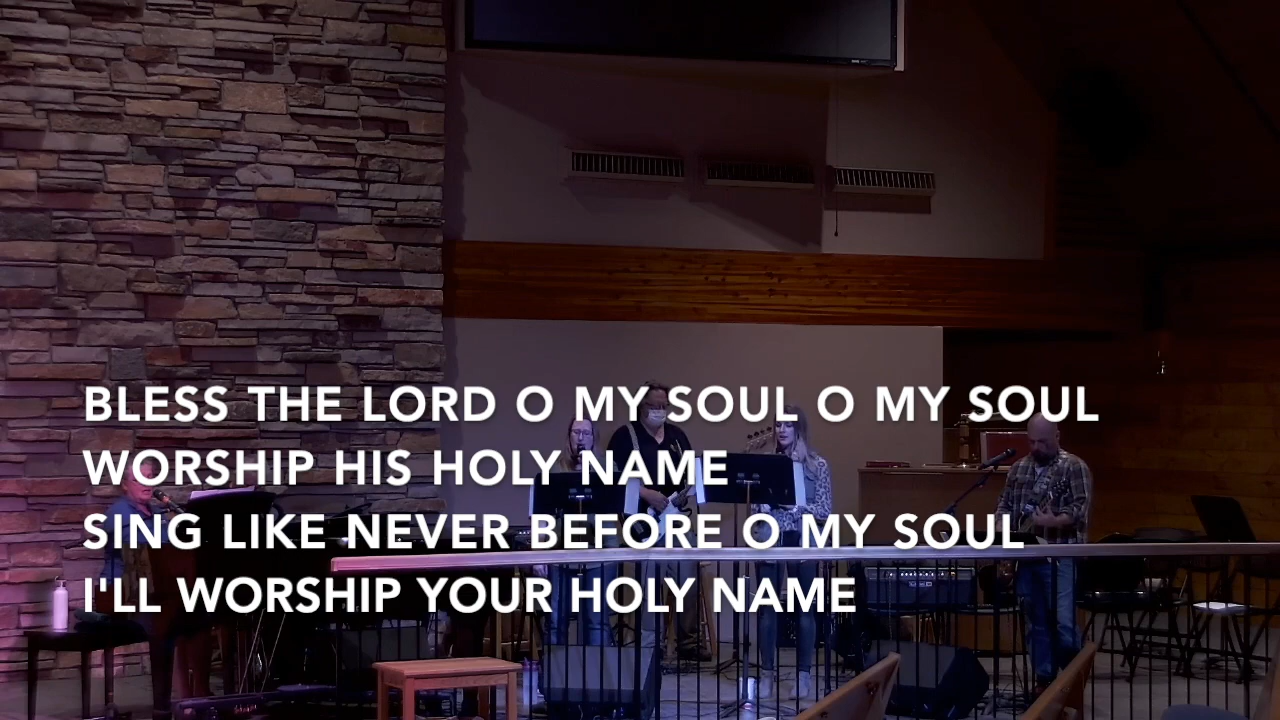 BLESS THE LORD O MY SOUL O MY SOUL
WORSHIP HIS HOLY NAME
SING LIKE NEVER BEFORE O MY SOUL
I'LL WORSHIP YOUR HOLY NAME